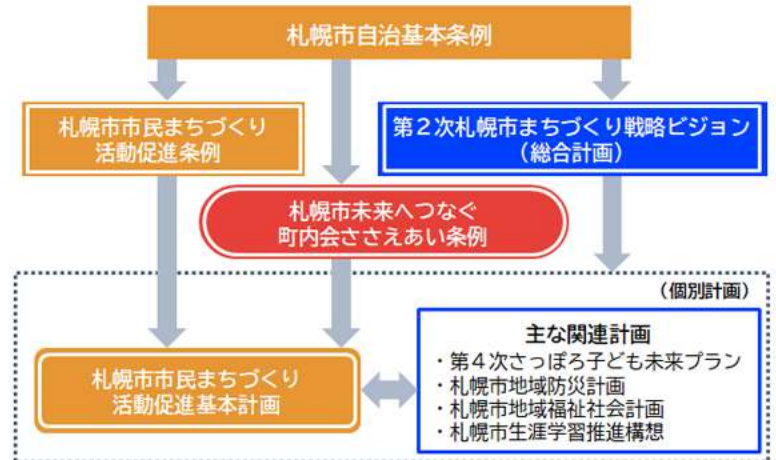 札幌市自治基本条例
札幌市市民まちづくり
活動促進条例
第2次札幌市まちづくり戦略ビジョン
(総合計画)
札幌市未来へつなぐ
町内会ささえあい条例
(個別計画)
札幌市市民まちづくり
活動促進基本計画
主な関連計画
・第4次さっぽろ子ども未来プラン
・札幌市地域防災計画
・札幌市地域福祉社会計画
・札幌市生涯学習推進構想